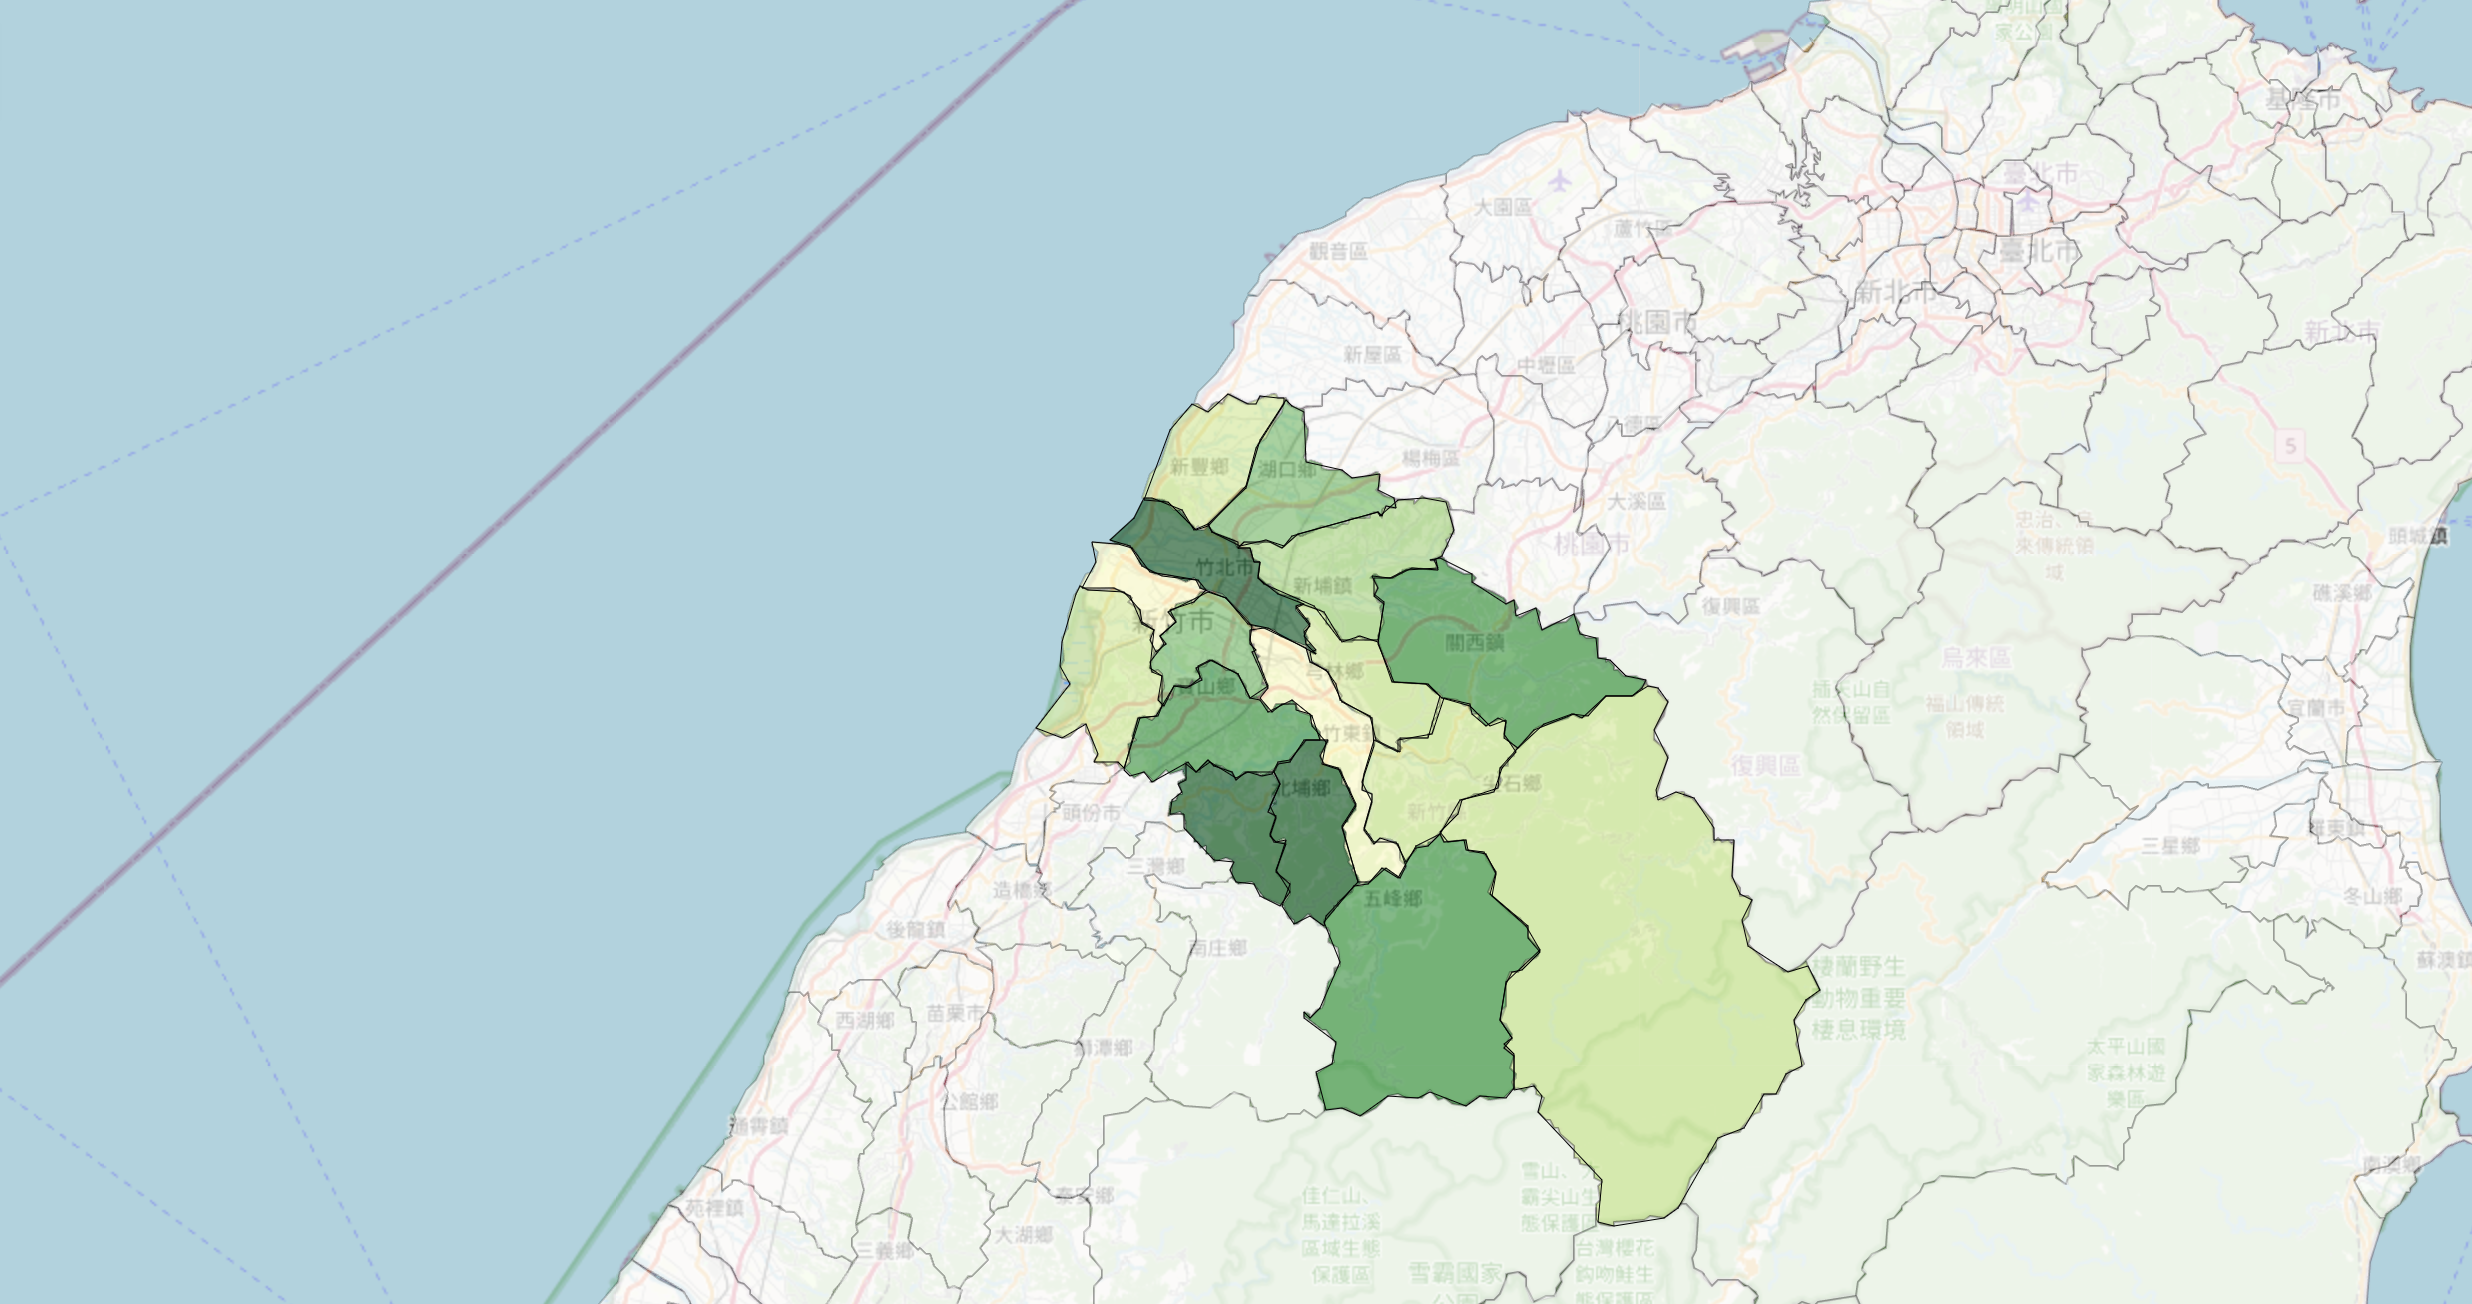 家公園
基隆市
臺北市
大園區
蘆竹區
觀音區
臺北市
新北市
桃園市
新北市
新屋區
中壢區
八德區
5
新豐鄉
湖口鄉
楊梅區
大溪區
忠治、烏
來傳統領
域
頭城鎮
桃園市
竹北市
新埔鎮
礁溪鄉
復興區
新竹市
關西鎮
烏來區
芎林鄉
寶山鄉
插天山自
然保留區
福山傳統
領域
宜蘭市
竹東鎮
復興區
尖石鄉
北埔鄉
新竹縣
頭份市
羅東鎮
三星鄉
三灣鄉
造橋鄉
五峰鄉
冬山鄉
後龍鎮
南庄鄉
蘇澳鎮
棲蘭野生
動物重要
棲息環境
西湖鄉
苗栗市
獅潭鄉
太平山國
家森林遊
樂區
公館鄉
通霄鎮
南澳鄉
雪山、大
霸尖山生
態保護區
佳仁山、
馬達拉溪
區域生態
保護區
泰安鄉
苑裡鎮
大湖鄉
三義鄉
台灣櫻花
鉤吻鮭生
態保護區
雪霸國家
公園